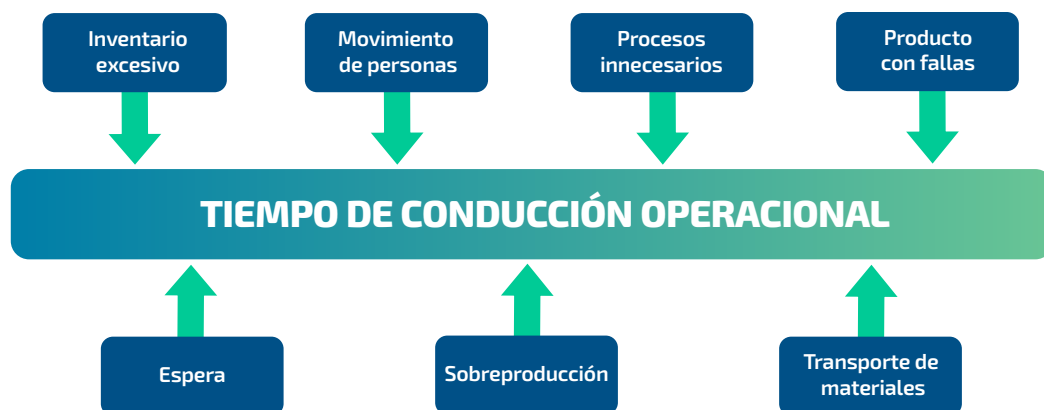 Inventario
excesivo
Movimiento
de personas
Procesos
innecesarios
Producto
con fallas
TIEMPO DE CONDUCCIÓN OPERACIONAL
Espera
Sobreproducción
Transporte de
materiales